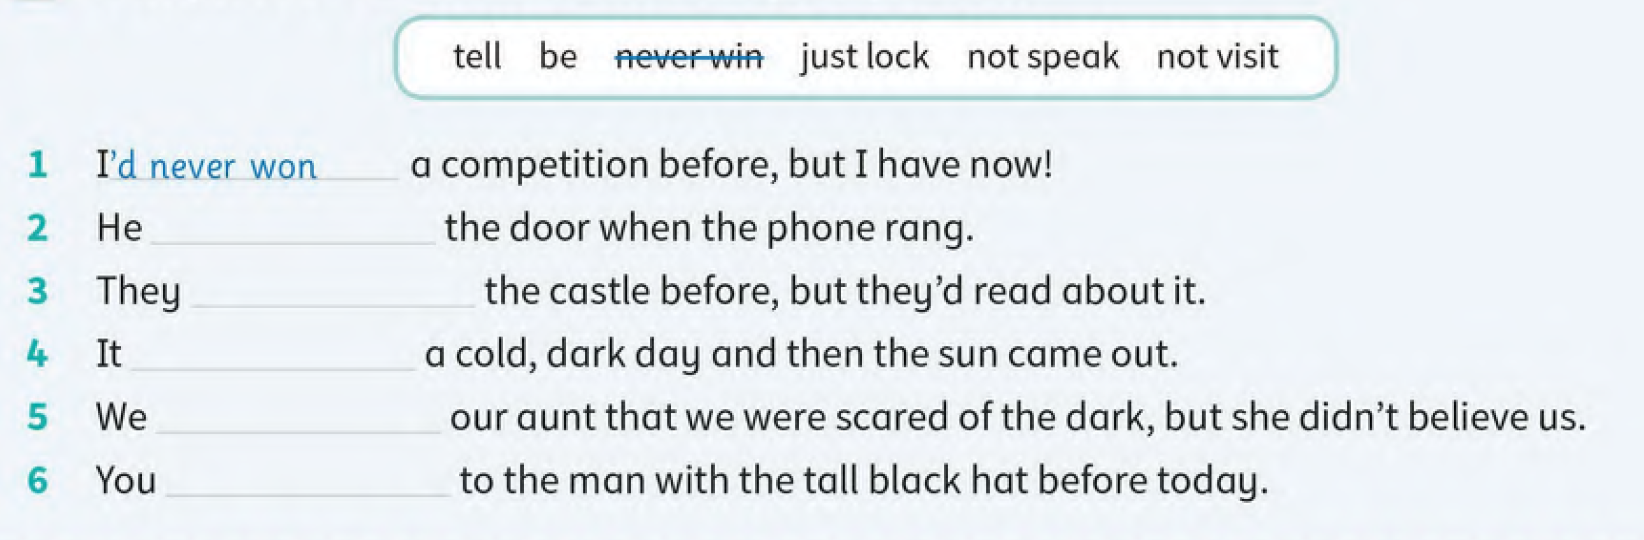 tell be never win just lock not speak not visit
1 I'd never won a competition before, but I have now!
2 He the door when the phone rang.
3 They the castle before, but they'd read about it.
4 It a cold, dark day and then the sun came out.
5 We our aunt that we were scared of the dark, but she didn't believe us.
6 You to the man with the tall black hat before today.